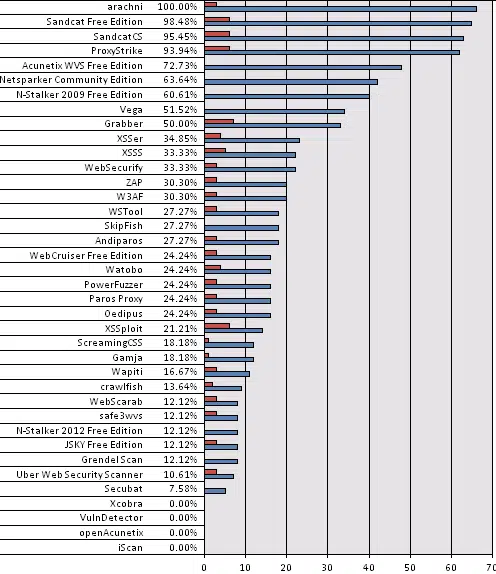 arachni 100.00%
Sandcat Free Edition 98.48%
SandcatCS 95.45%
ProxyStrike 93.94%
Acunetix WVS Free Edition 72.73%
Netsparker Community Edition 63.64%
N-Stalker 2009 Free Edition 60.61%
Vega 51.52%
Grabber 50.00%
XSSer 34.85%
XSSS 33.33%
WebSecurify 33.33%
ZAP 30.30%
W3AF 30.30%
WSTool 27.27%
SkipFish 27.27%
Andiparos 27.27%
WebCruiser Free Edition 24.24%
Watobo 24.24%
PowerFuzzer 24.24%
Paros Proxy 24.24%
Oedipus 24.24%
XSSploit 21.21%
ScreamingCSS 18.18%
Gamja 18.18%
Wapiti 16.67%
crawlfish 13.64%
WebScarab 12.12%
safe3wvs 12.12%
N-Stalker 2012 Free Edition 12.12%
JSKY Free Edition 12.12%
Grendel Scan 12.12%
Uber Web Security Scanner 10.61%
Secubat 7.58%
Xcobra 0.00%
VulnDetector 0.00%
openAcunetix 0.00%
iScan 0.00%
0 10 20 30 40 50 60 70